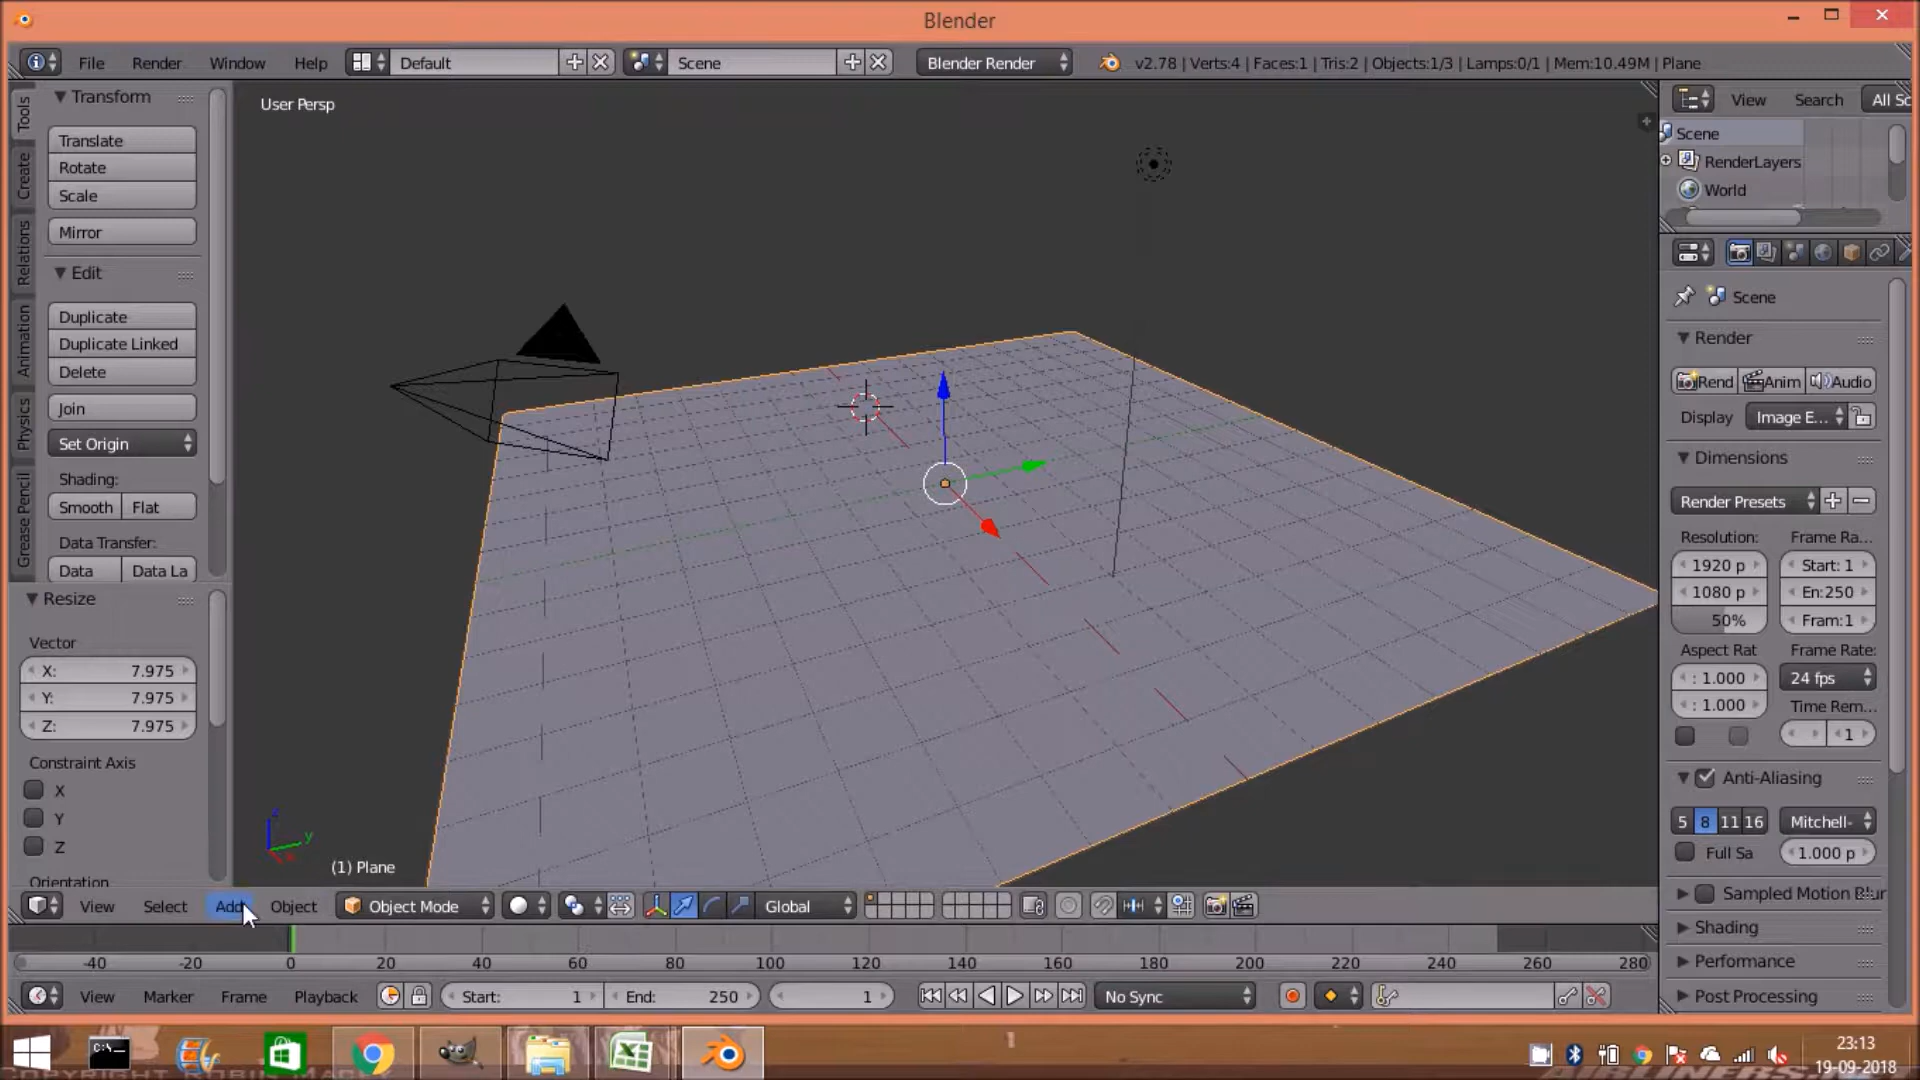 Blender
File Render Window Help Default Scene Blender Render v2.78 | Verts:4 | Faces:1 | Tris:2 | Objects:1/3 | Lamps:0/1 | Mem:10.49M | Plane
Tools
Create
Relations
Animation
Physics
Grease Pencil
Transform
Translate
Rotate
Scale
Mirror
Edit
Duplicate
Duplicate Linked
Delete
Join
Set Origin
Shading:
Smooth Flat
Data Transfer:
Data Data La
Resize
Vector
X: 7.975
Y: 7.975
Z: 7.975
Constraint Axis
X
Y
Z
Orientation
User Persp
(1) Plane
View Search All Sc
Scene
RenderLayers
World
Scene
Render
Rend Anim Audio
Display Image E...
Dimensions
Render Presets
Resolution: Frame Ra...
1920 p Start: 1
1080 p En:250
50% Fram:1
Aspect Rat Frame Rate:
: 1.000 24 fps
: 1.000 Time Rem...
1
Anti-Aliasing
5 8 11 16 Mitchell-
Full Sa 1.000 p
Sampled Motion Blur
Shading
Performance
Post Processing
View Select Add Object Object Mode Global
-40 -20 0 20 40 60 80 100 120 140 160 180 200 220 240 260 280
View Marker Frame Playback Start: 1 End: 250 1 No Sync
C:\
23:13
19-09-2018